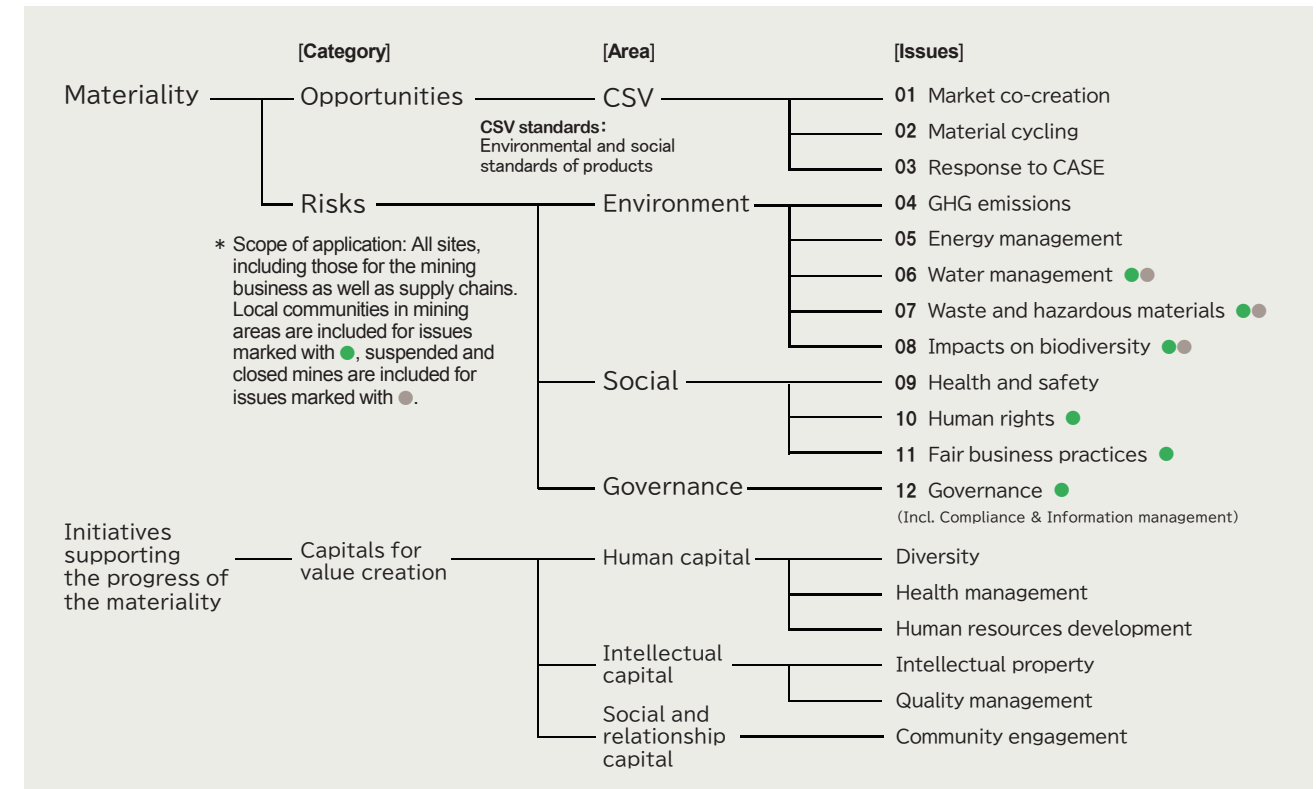 [Category]
[Area]
[Issues]
Materiality
Opportunities
CSV
CSV standards:
Environmental and social
standards of products
01 Market co-creation
02 Material cycling
03 Response to CASE
Risks
* Scope of application: All sites,
including those for the mining
business as well as supply chains.
Local communities in mining
areas are included for issues
marked with ●, suspended and
closed mines are included for
issues marked with ●.
Environment
04 GHG emissions
05 Energy management
06 Water management ●●
07 Waste and hazardous materials ●●
08 Impacts on biodiversity ●●
Social
09 Health and safety
10 Human rights ●
11 Fair business practices ●
Governance
12 Governance ●
(Incl. Compliance & Information management)
Initiatives
supporting
the progress of
the materiality
Capitals for
value creation
Human capital
Diversity
Health management
Human resources development
Intellectual
capital
Intellectual property
Quality management
Social and
relationship
capital
Community engagement